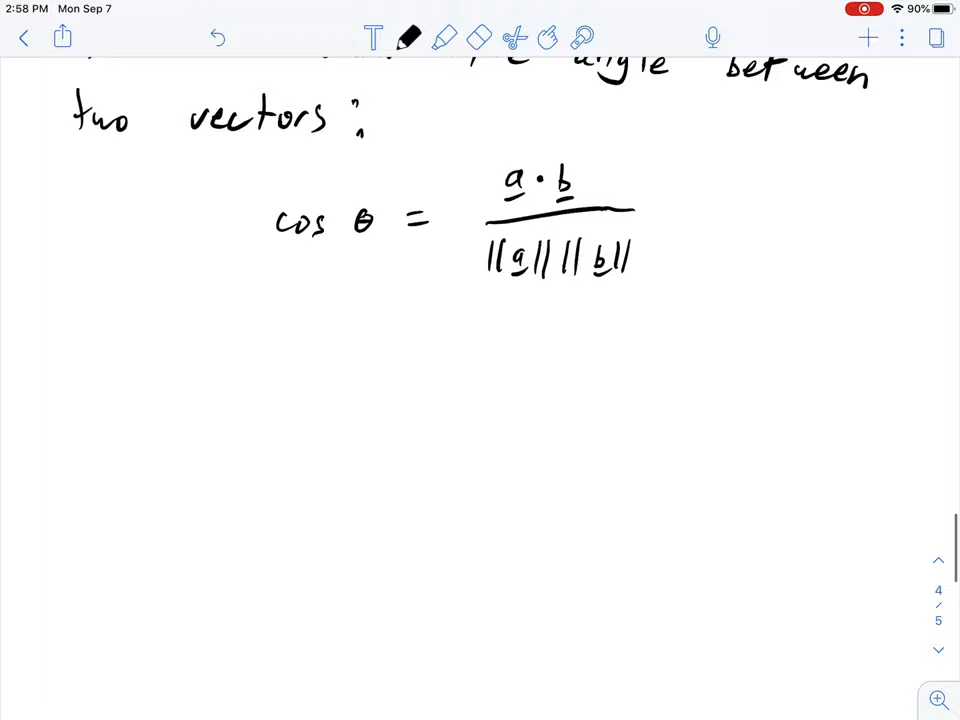 2:58 PM Mon Sep 7
90%
T
angle between
two vectors:
cos θ = a · b / ||a|| ||b||
4
/
5